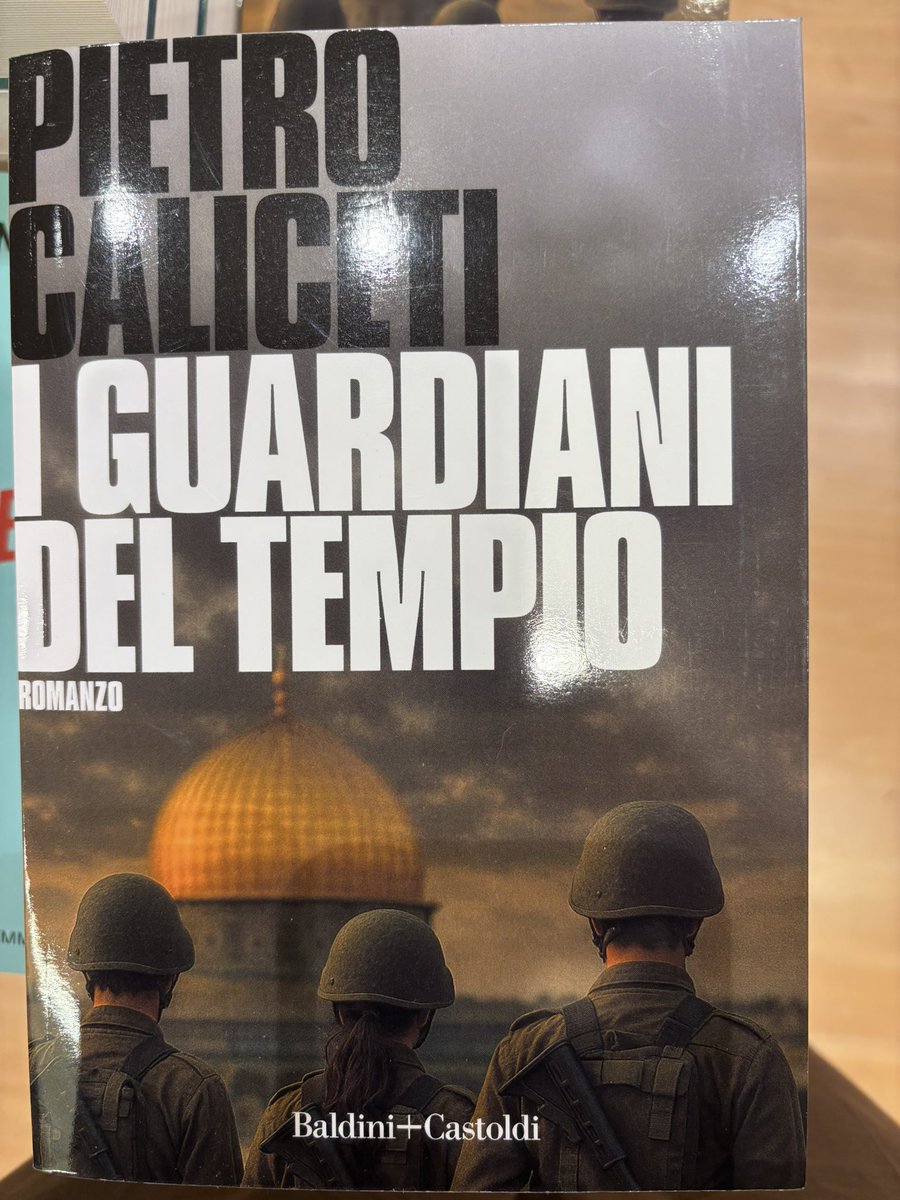 PIETRO
CALICETI
I GUARDIANI
DEL TEMPIO
ROMANZO
Baldini+Castoldi